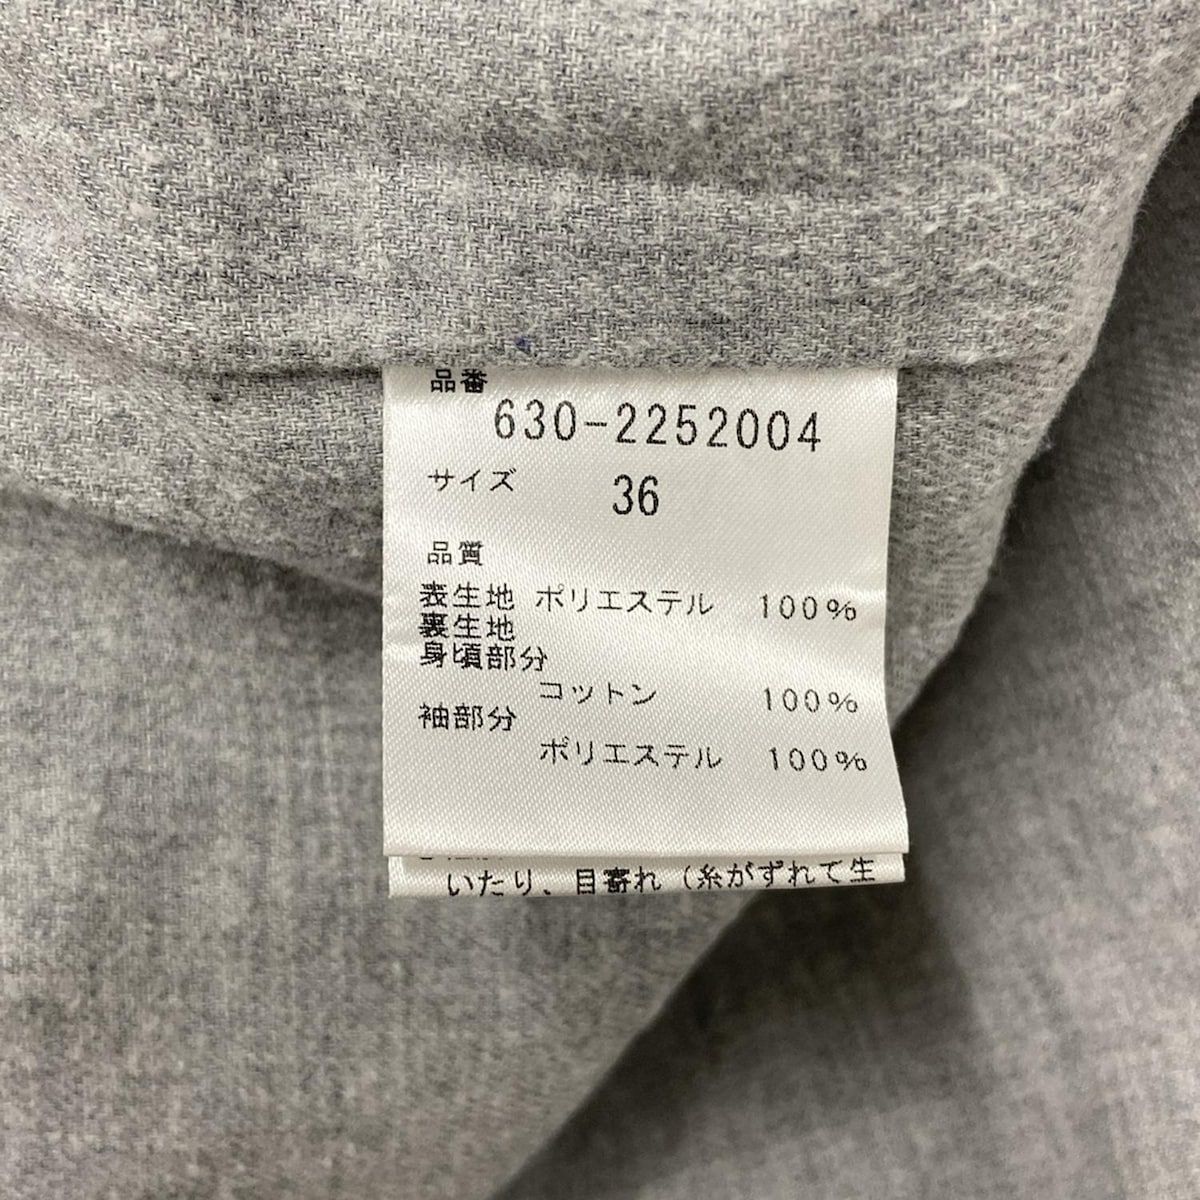 品番
630-2252004
サイズ 36
品質
表生地 ポリエステル 100%
裏生地
身頃部分
コットン 100%
袖部分
ポリエステル 100%
いたり、目寄れ（糸がずれて生